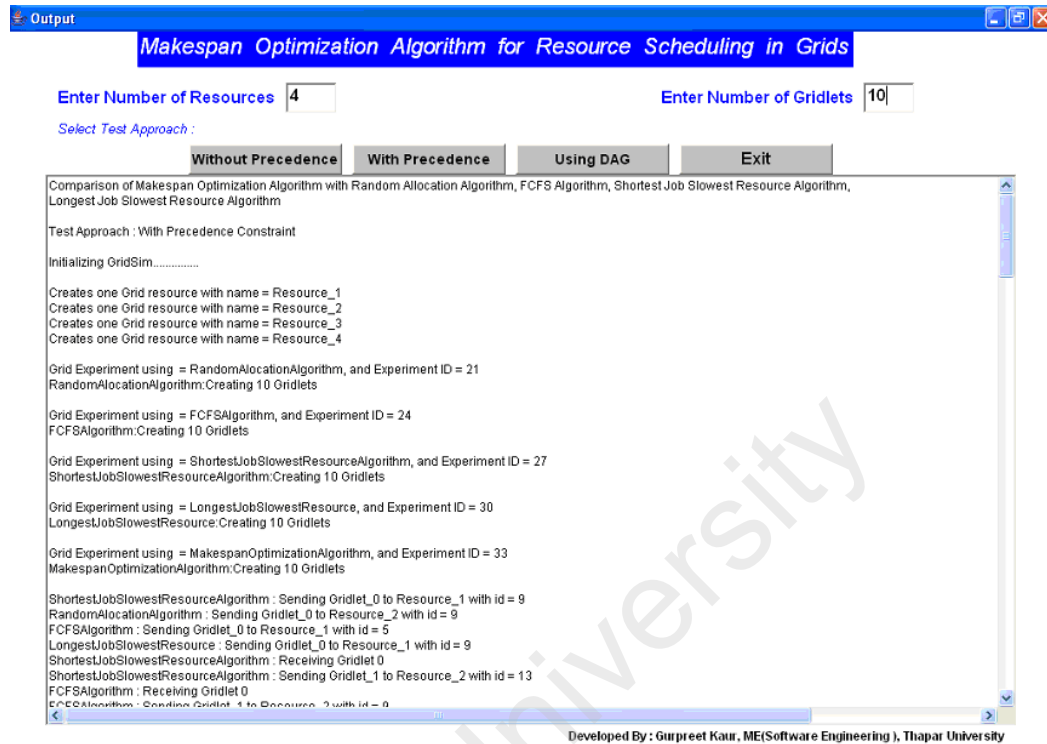 Output
Makespan Optimization Algorithm for Resource Scheduling in Grids
Enter Number of Resources 4
Enter Number of Gridlets 10
Select Test Approach :
Without Precedence
With Precedence
Using DAG
Exit
Comparison of Makespan Optimization Algorithm with Random Allocation Algorithm, FCFS Algorithm, Shortest Job Slowest Resource Algorithm,
Longest Job Slowest Resource Algorithm
Test Approach : With Precedence Constraint
Initializing GridSim...............
Creates one Grid resource with name = Resource_1
Creates one Grid resource with name = Resource_2
Creates one Grid resource with name = Resource_3
Creates one Grid resource with name = Resource_4
Grid Experiment using = RandomAlocationAlgorithm, and Experiment ID = 21
RandomAlocationAlgorithm:Creating 10 Gridlets
Grid Experiment using = FCFSAlgorithm, and Experiment ID = 24
FCFSAlgorithm:Creating 10 Gridlets
Grid Experiment using = ShortestJobSlowestResourceAlgorithm, and Experiment ID = 27
ShortestJobSlowestResourceAlgorithm:Creating 10 Gridlets
Grid Experiment using = LongestJobSlowestResource, and Experiment ID = 30
LongestJobSlowestResource:Creating 10 Gridlets
Grid Experiment using = MakespanOptimizationAlgorithm, and Experiment ID = 33
MakespanOptimizationAlgorithm:Creating 10 Gridlets
ShortestJobSlowestResourceAlgorithm : Sending Gridlet_0 to Resource_1 with id = 9
RandomAlocationAlgorithm : Sending Gridlet_0 to Resource_2 with id = 9
FCFSAlgorithm : Sending Gridlet_0 to Resource_1 with id = 5
LongestJobSlowestResource : Sending Gridlet_0 to Resource_1 with id = 9
ShortestJobSlowestResourceAlgorithm : Receiving Gridlet 0
ShortestJobSlowestResourceAlgorithm : Sending Gridlet_1 to Resource_2 with id = 13
FCFSAlgorithm : Receiving Gridlet 0
FCFSAlgorithm : Sending Gridlet_1 to Resource_2 with id = 9
Developed By : Gurpreet Kaur, ME(Software Engineering ), Thapar University
iversity